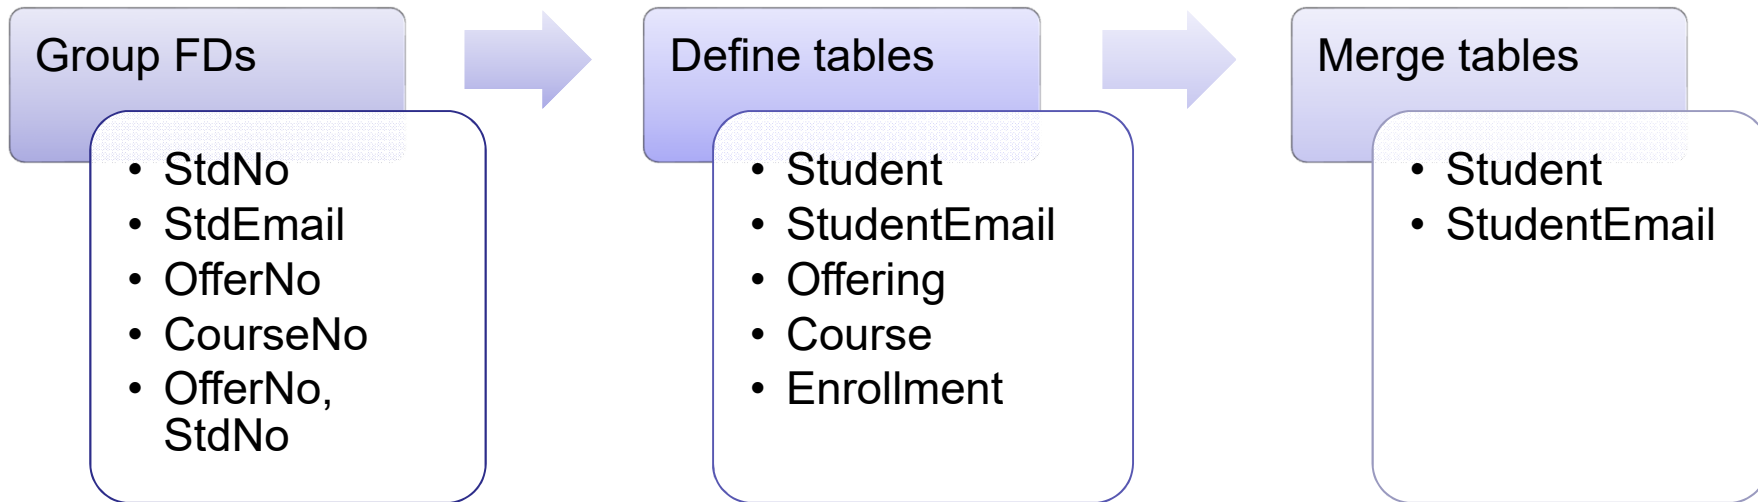 Group FDs
• StdNo
• StdEmail
• OfferNo
• CourseNo
• OfferNo,
StdNo
Define tables
• Student
• StudentEmail
• Offering
• Course
• Enrollment
Merge tables
• Student
• StudentEmail